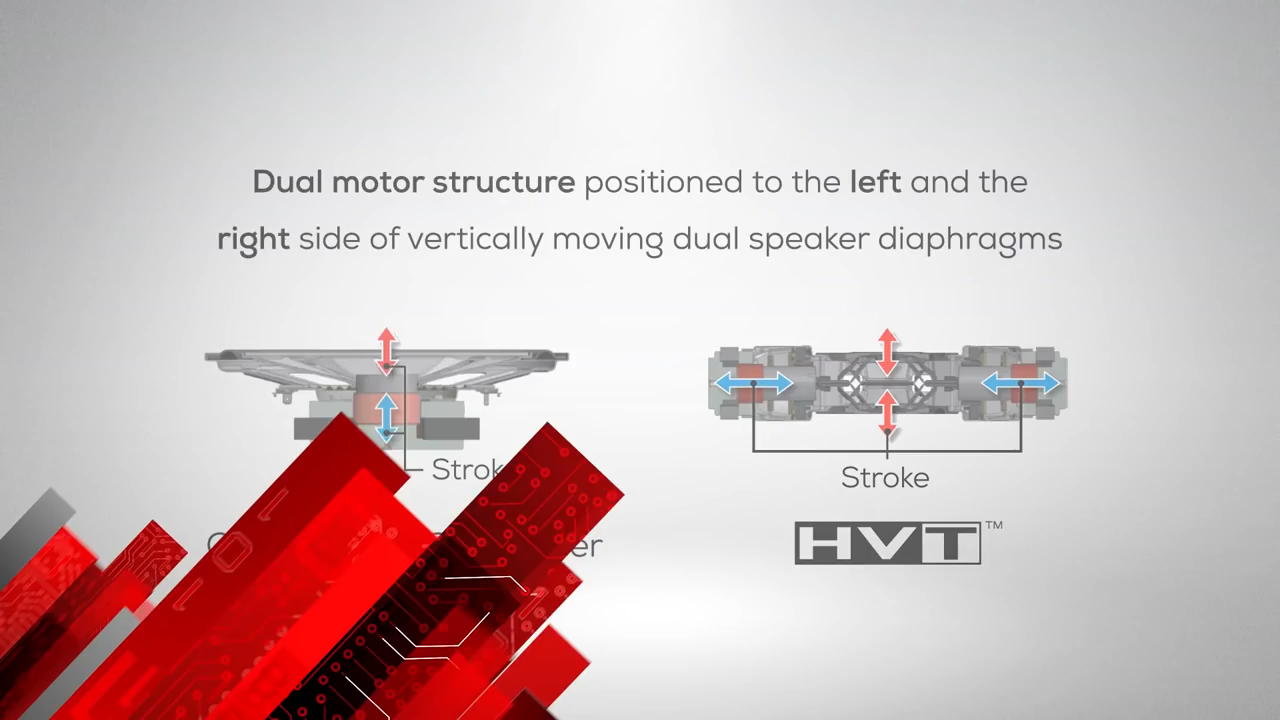 Dual motor structure positioned to the left and the
right side of vertically moving dual speaker diaphragms
Stroke
HVT™